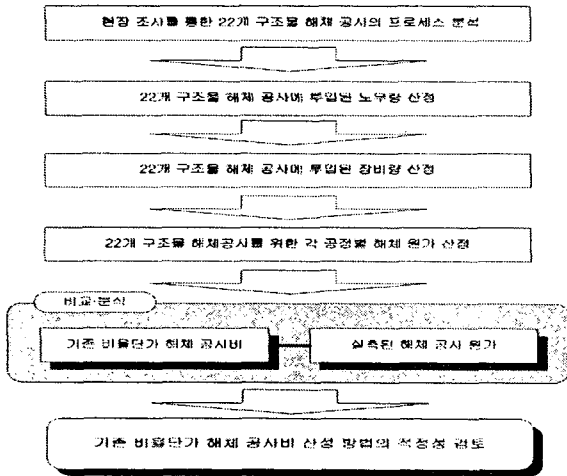 현장 조사를 통한 22개 구조물 해체 공사의 프로세스 분석
22개 구조물 해체 공사에 투입된 노무량 산정
22개 구조물 해체 공사에 투입된 장비량 산정
22개 구조물 해체공사를 위한 각 공정별 해체 원가 산정
비교·분석
기존 비율단가 해체 공사비
실측된 해체 공사 원가
기존 비율단가 해체 공사비 산정 방법의 적정성 검토